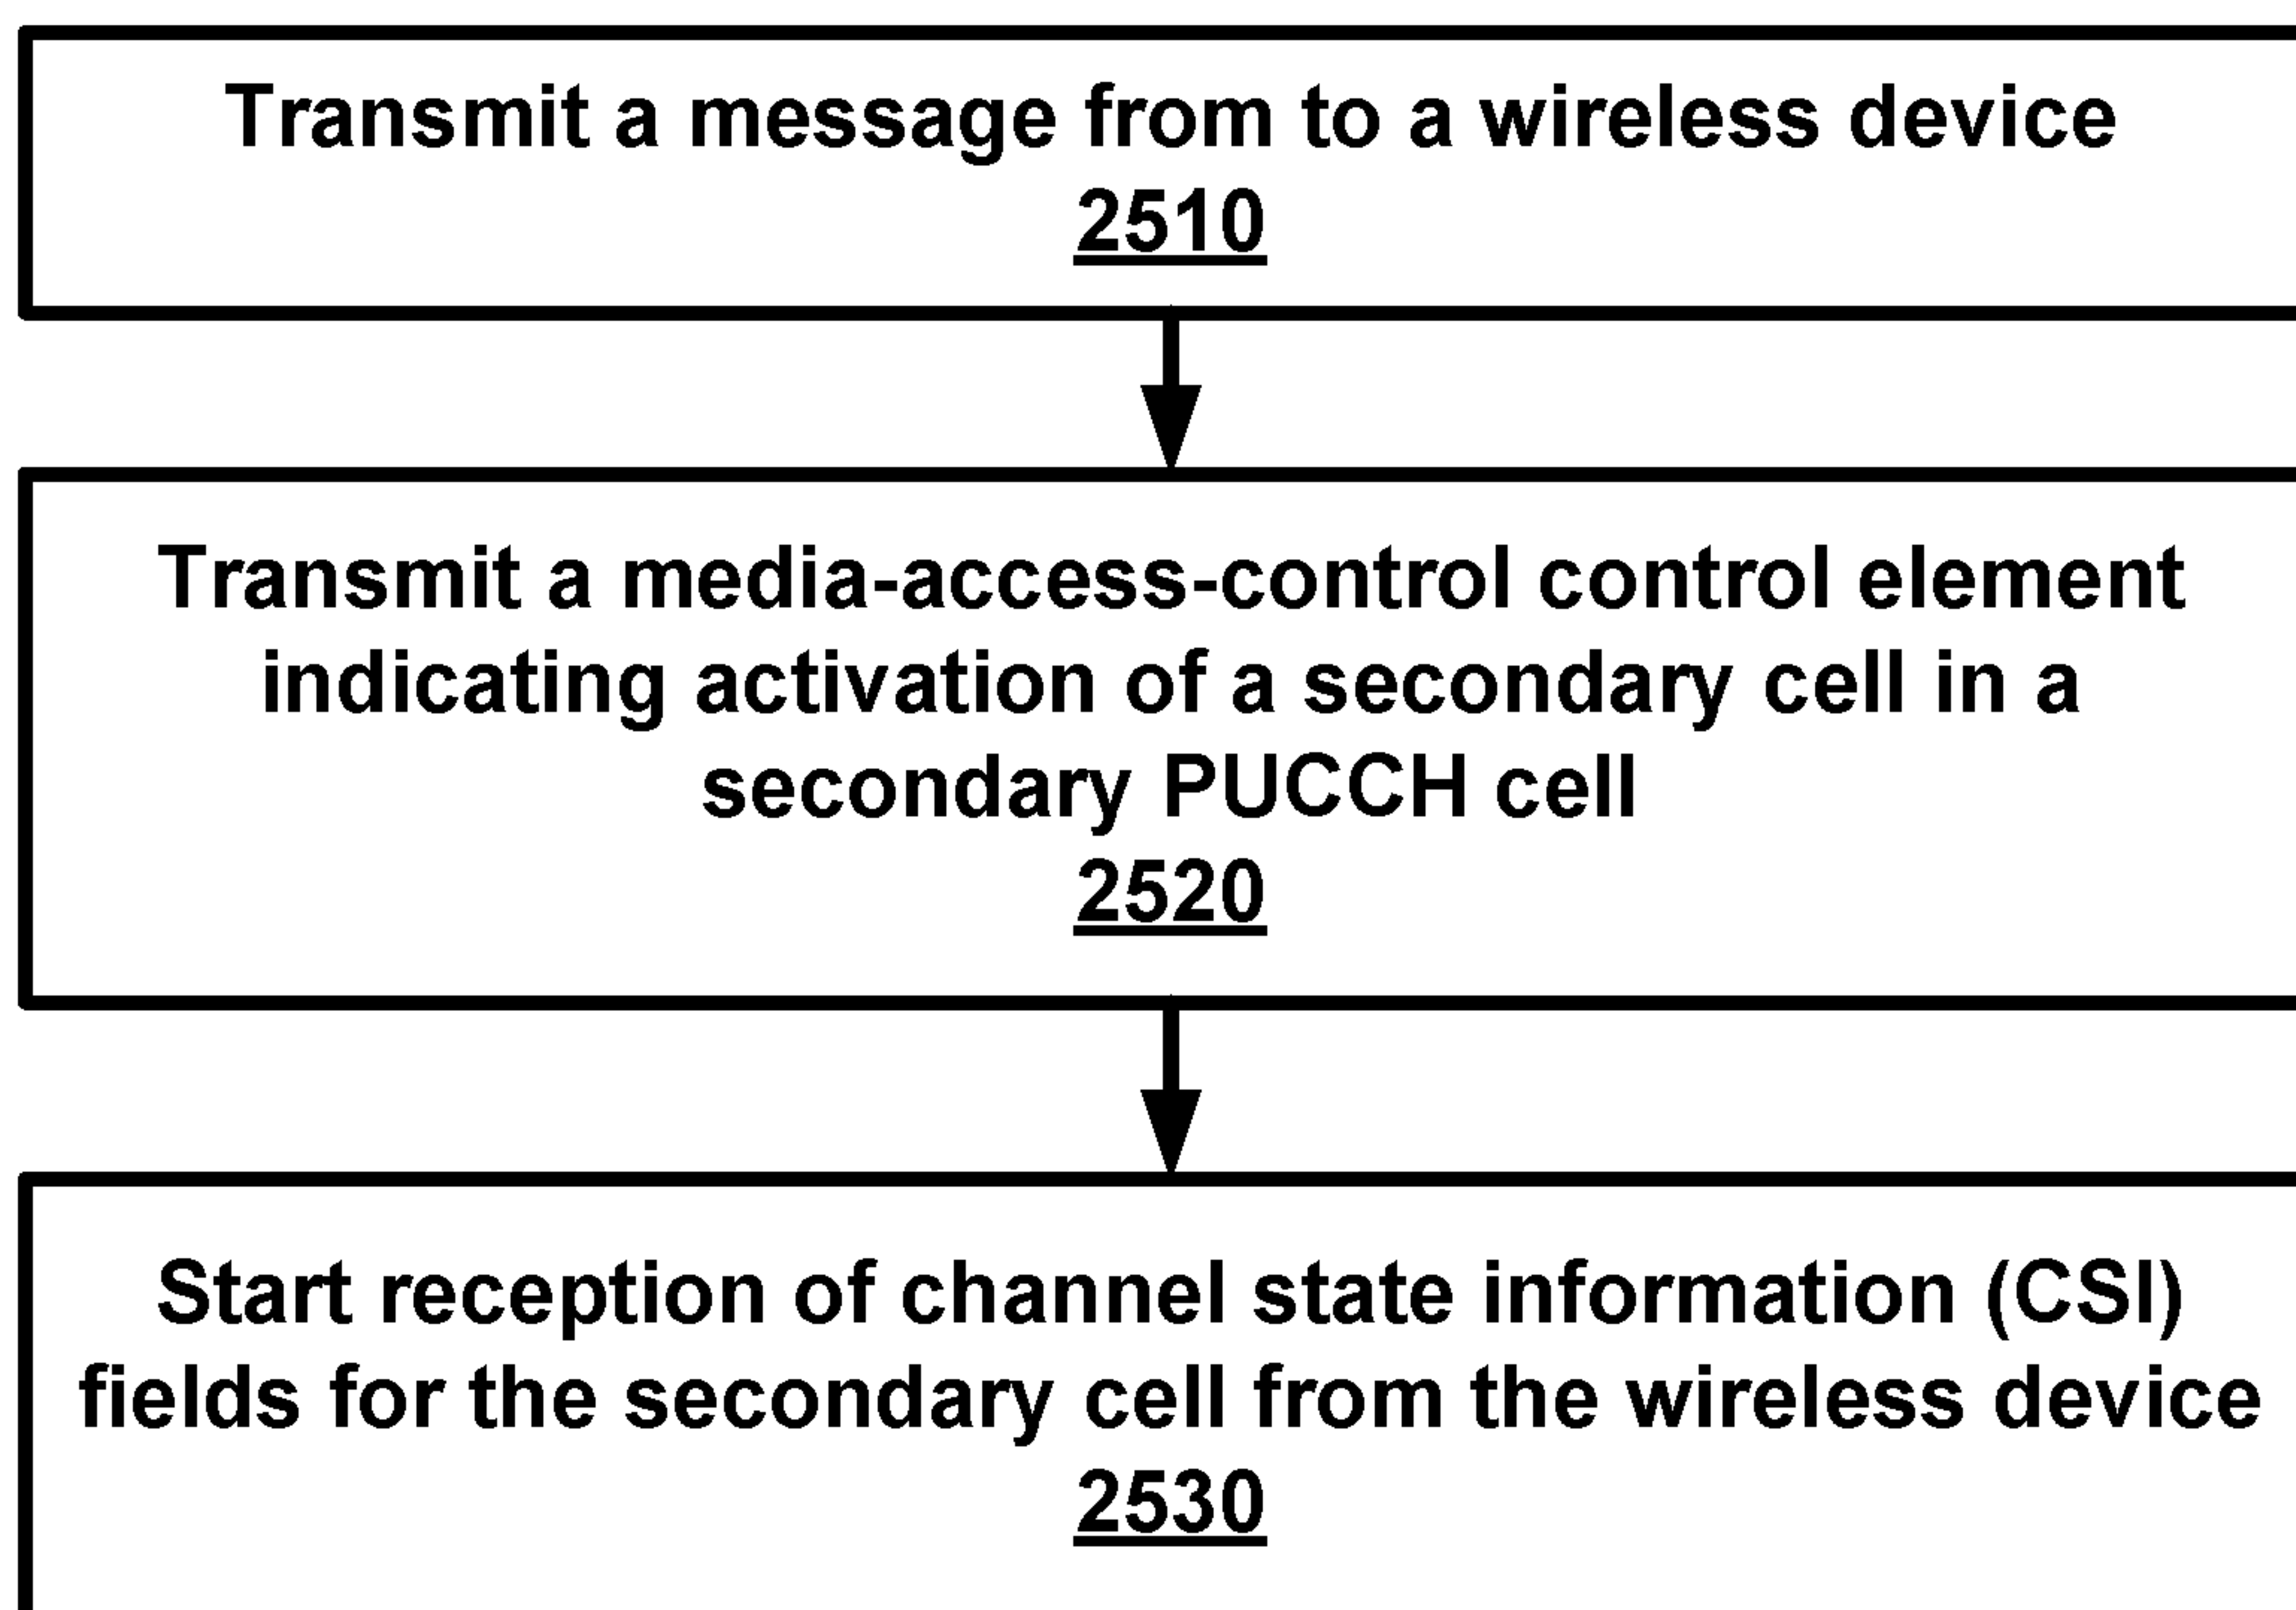 Transmit a message from to a wireless device
2510
Transmit a media-access-control control element
indicating activation of a secondary cell in a
secondary PUCCH cell
2520
Start reception of channel state information (CSI)
fields for the secondary cell from the wireless device
2530